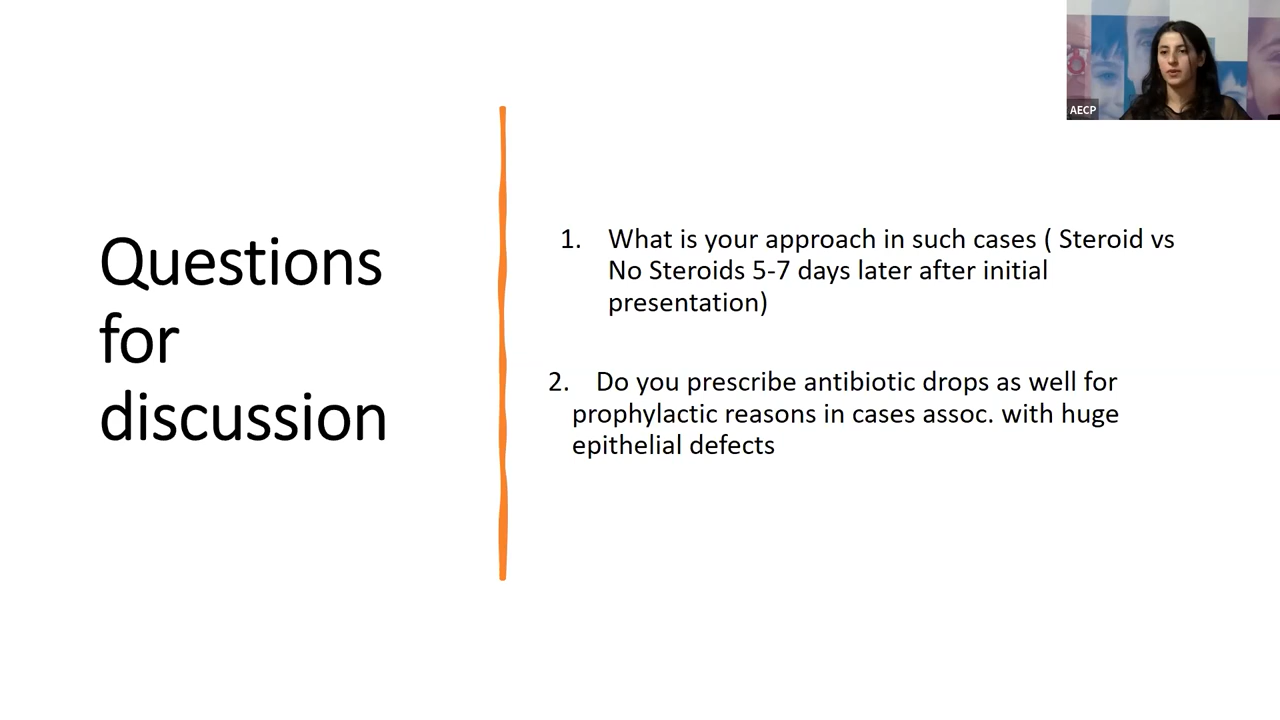 AECP
Questions
for
discussion
1. What is your approach in such cases ( Steroid vs
No Steroids 5-7 days later after initial
presentation)
2. Do you prescribe antibiotic drops as well for
prophylactic reasons in cases assoc. with huge
epithelial defects